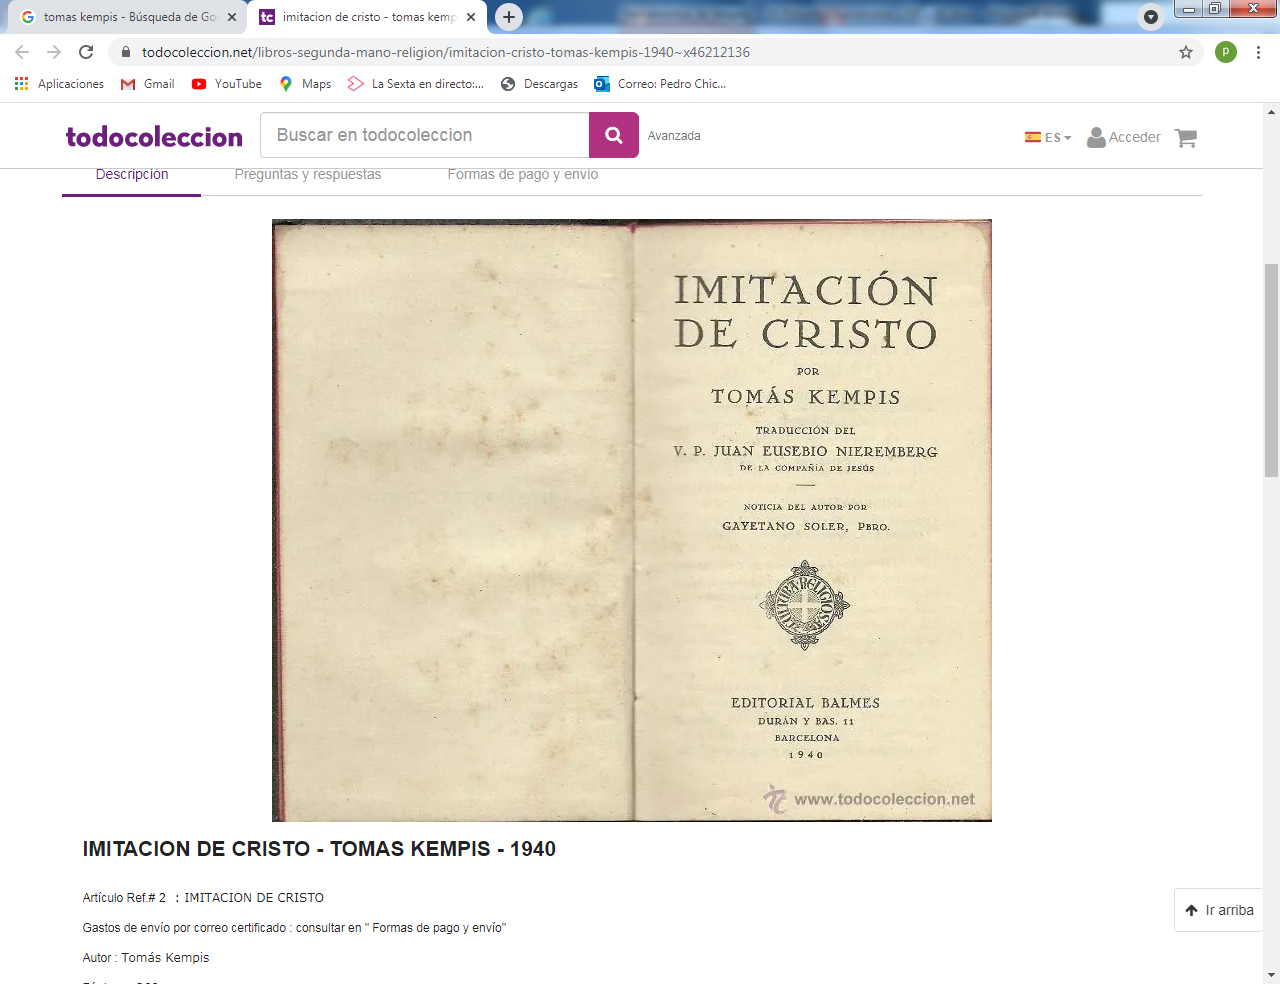 tomas kempis - Búsqueda de Go
imitacion de cristo - tomas kemp
todocoleccion.net/libros-segunda-mano-religion/imitacion-cristo-tomas-kempis-1940~x46212136
P
Aplicaciones
Gmail
YouTube
Maps
La Sexta en directo:...
Descargas
Correo: Pedro Chic...
todocoleccion
Buscar en todocoleccion
Avanzada
ES
Acceder
Descripción
Preguntas y respuestas
Formas de pago y envío
IMITACIÓN
DE CRISTO
POR
TOMÁS KEMPIS
TRADUCCIÓN DEL
V. P. JUAN EUSEBIO NIEREMBERG
DE LA COMPAÑÍA DE JESÚS
NOTICIA DEL AUTOR POR
GAYETANO SOLER, PBRO.
EDITORIAL BALMES
DURÁN Y BAS, 11
BARCELONA
1940
www.todocoleccion.net
IMITACION DE CRISTO - TOMAS KEMPIS - 1940
Artículo Ref.# 2 : IMITACION DE CRISTO
Gastos de envío por correo certificado : consultar en " Formas de pago y envío"
Autor : Tomás Kempis
Ir arriba